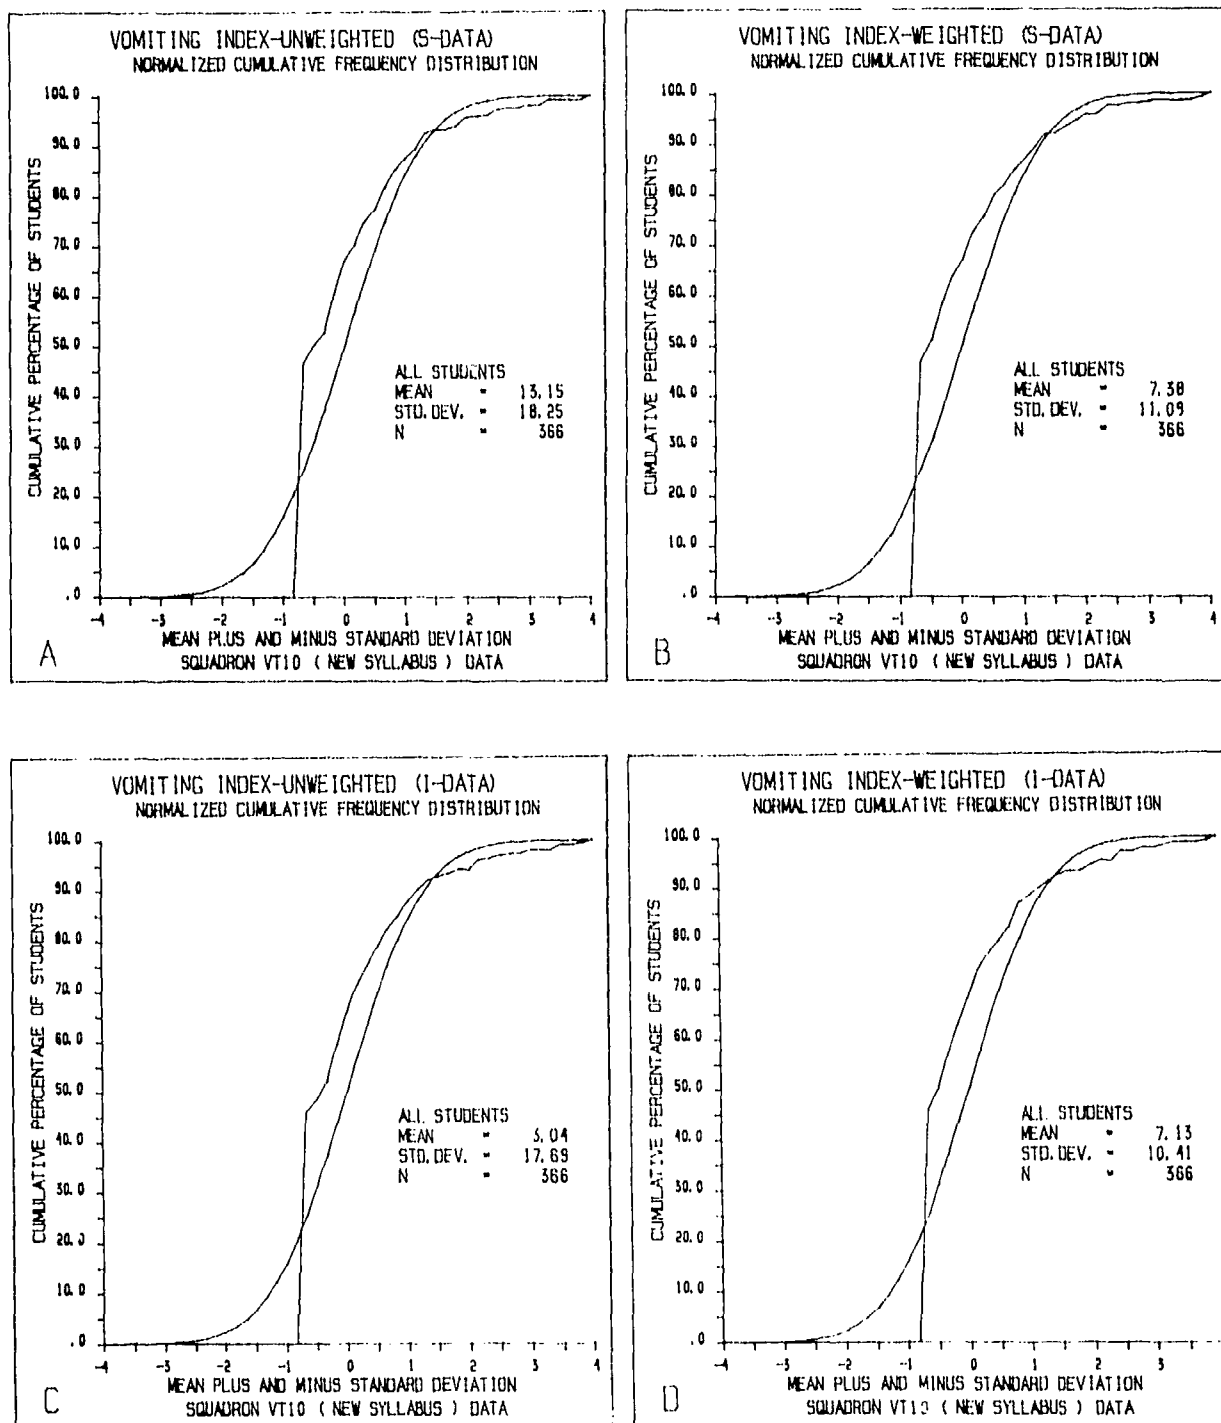 VOMITING INDEX-UNWEIGHTED (S-DATA)
NORMALIZED CUMULATIVE FREQUENCY DISTRIBUTION
CUMULATIVE PERCENTAGE OF STUDENTS
100.0
90.0
80.0
70.0
60.0
50.0
40.0
30.0
20.0
10.0
.0
ALL STUDENTS
MEAN = 13.15
STD.DEV. = 18.25
N = 366
-4 -3 -2 -1 0 1 2 3 4
MEAN PLUS AND MINUS STANDARD DEVIATION
SQUADRON VT10 ( NEW SYLLABUS ) DATA
A
VOMITING INDEX-WEIGHTED (S-DATA)
NORMALIZED CUMULATIVE FREQUENCY DISTRIBUTION
CUMULATIVE PERCENTAGE OF STUDENTS
100.0
90.0
80.0
70.0
60.0
50.0
40.0
30.0
20.0
10.0
.0
ALL STUDENTS
MEAN = 7.38
STD.DEV. = 11.09
N = 366
-4 -3 -2 -1 0 1 2 3 4
MEAN PLUS AND MINUS STANDARD DEVIATION
SQUADRON VT10 ( NEW SYLLABUS ) DATA
B
VOMITING INDEX-UNWEIGHTED (I-DATA)
NORMALIZED CUMULATIVE FREQUENCY DISTRIBUTION
CUMULATIVE PERCENTAGE OF STUDENTS
100.0
90.0
80.0
70.0
60.0
50.0
40.0
30.0
20.0
10.0
.0
ALL STUDENTS
MEAN = 3.04
STD.DEV. = 17.69
N = 366
-4 -3 -2 -1 0 1 2 3 4
MEAN PLUS AND MINUS STANDARD DEVIATION
SQUADRON VT10 ( NEW SYLLABUS ) DATA
C
VOMITING INDEX-WEIGHTED (I-DATA)
NORMALIZED CUMULATIVE FREQUENCY DISTRIBUTION
CUMULATIVE PERCENTAGE OF STUDENTS
100.0
90.0
80.0
70.0
60.0
50.0
40.0
30.0
20.0
10.0
.0
ALL STUDENTS
MEAN = 7.13
STD.DEV. = 10.41
N = 366
-4 -3 -2 -1 0 1 2 3
MEAN PLUS AND MINUS STANDARD DEVIATION
SQUADRON VT10 ( NEW SYLLABUS ) DATA
D